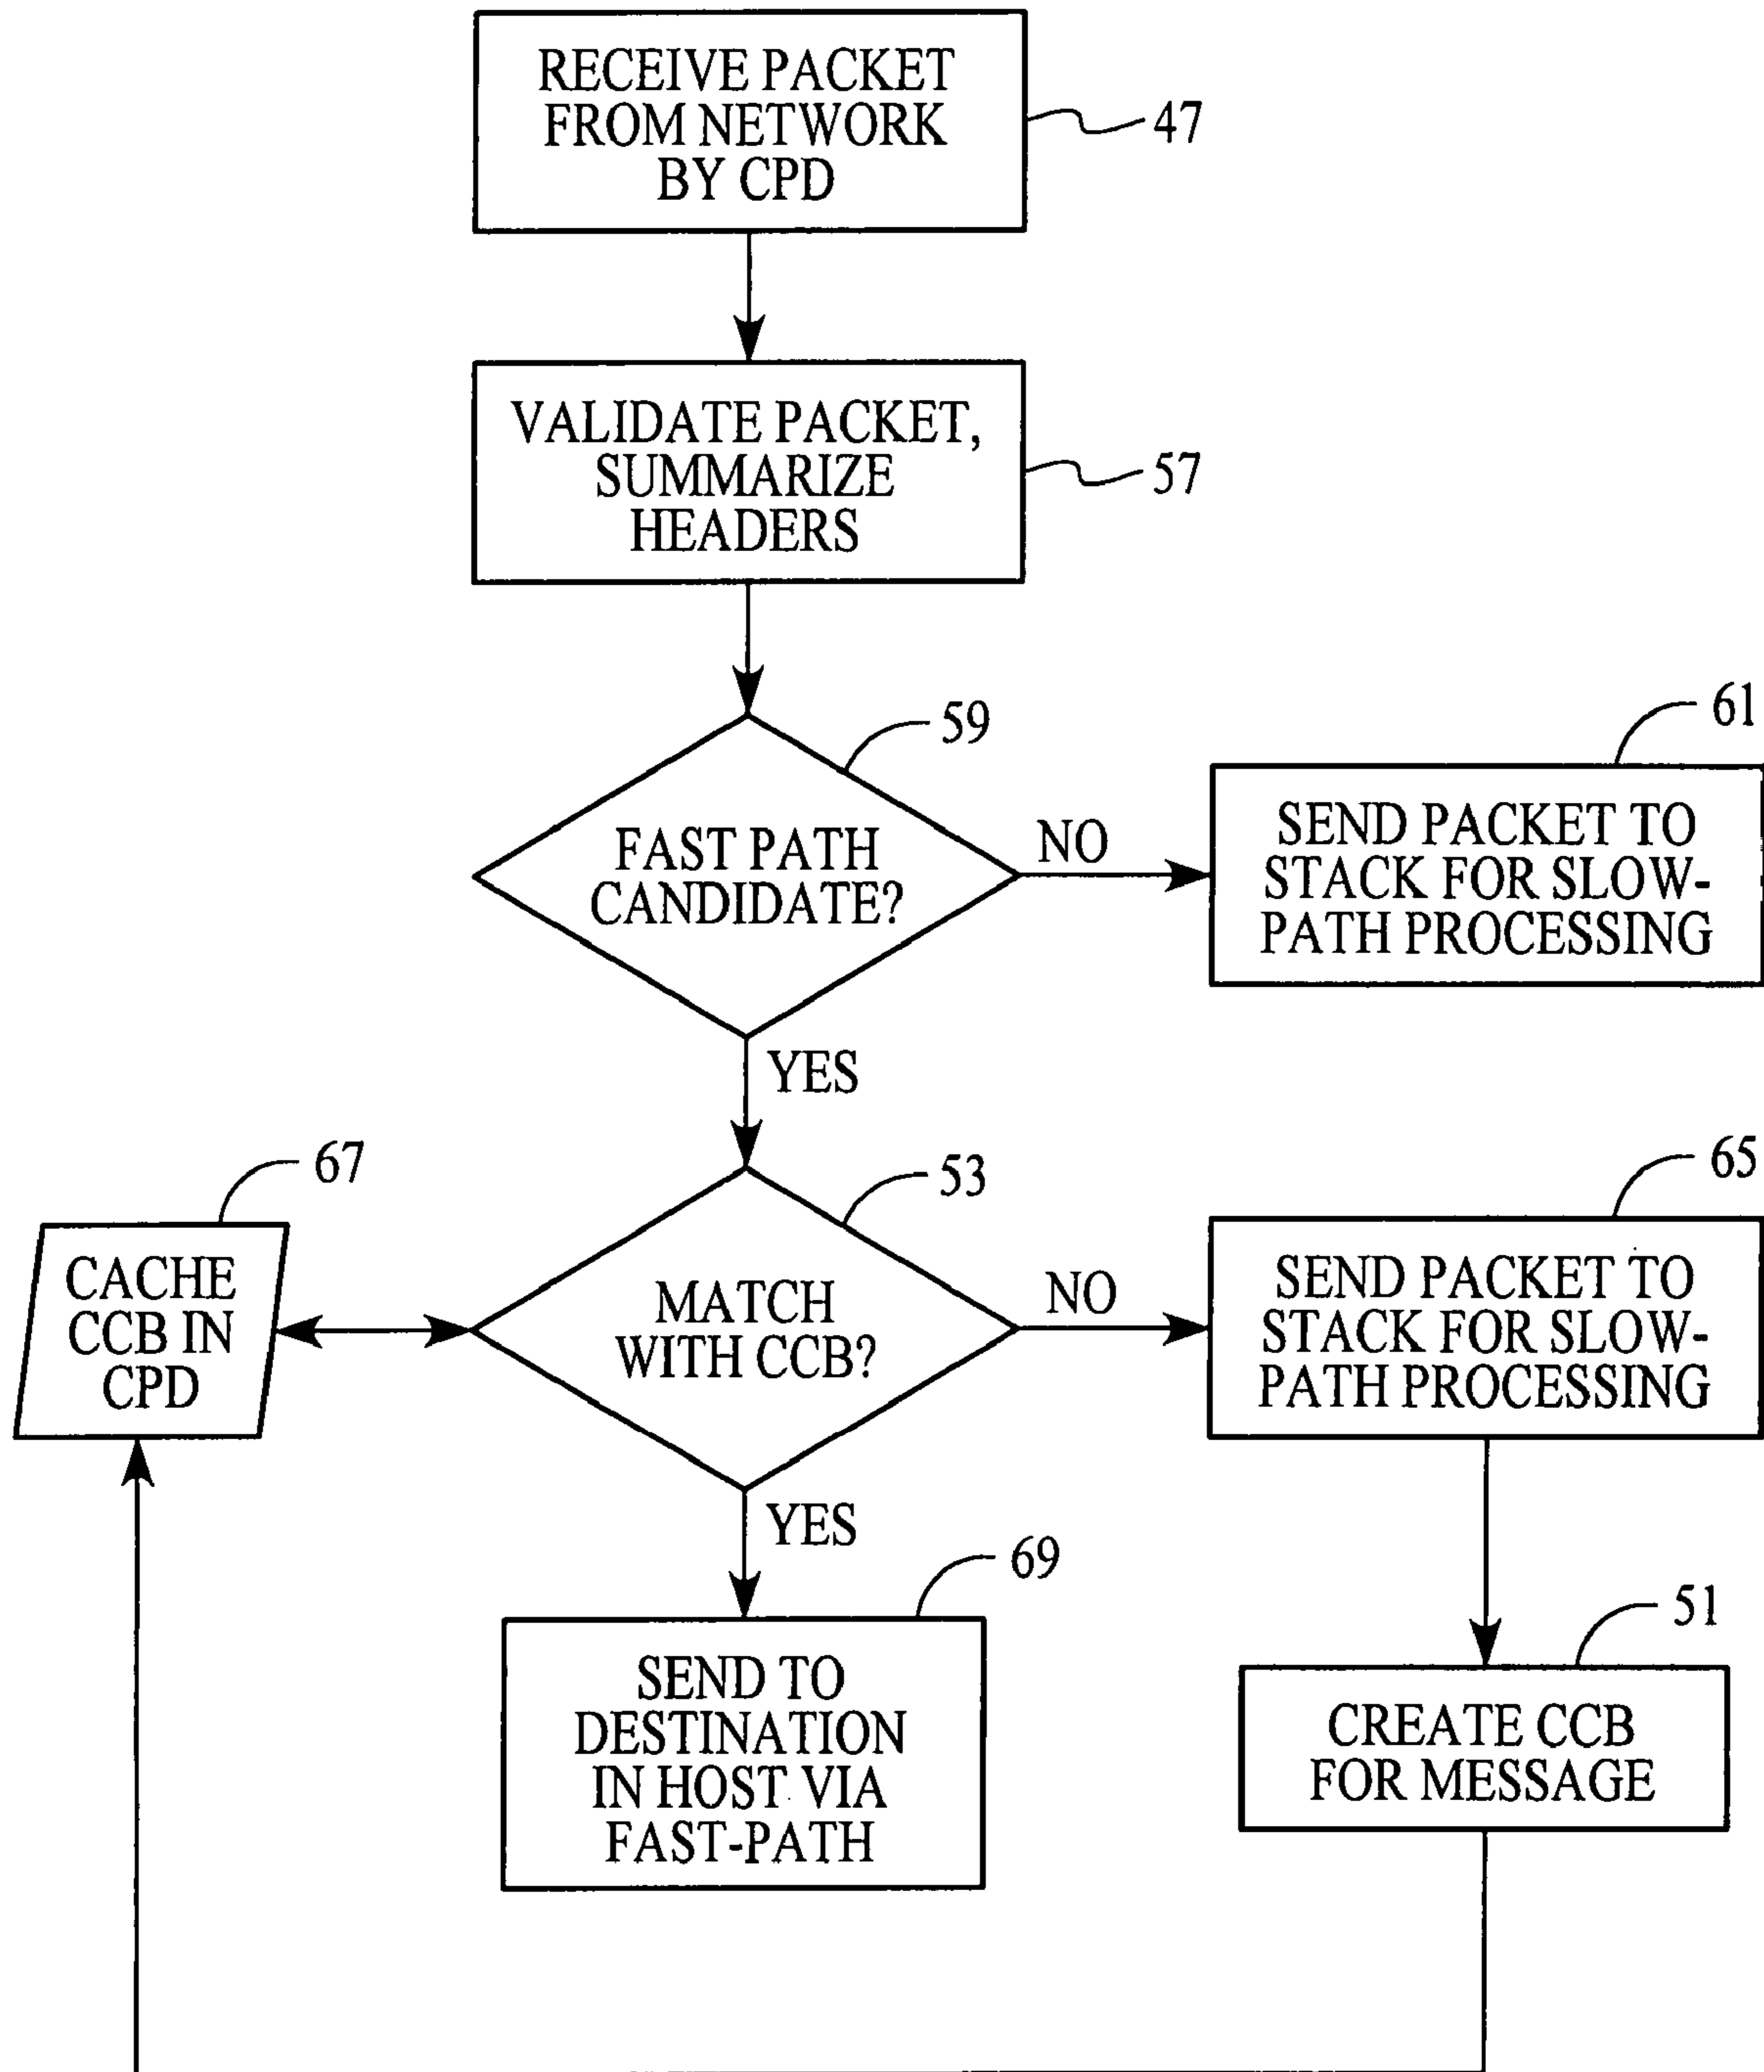 RECEIVE PACKET
FROM NETWORK
BY CPD
47
VALIDATE PACKET,
SUMMARIZE
HEADERS
57
59
61
FAST PATH
CANDIDATE?
NO
SEND PACKET TO
STACK FOR SLOW-
PATH PROCESSING
YES
67
53
65
CACHE
CCB IN
CPD
MATCH
WITH CCB?
NO
SEND PACKET TO
STACK FOR SLOW-
PATH PROCESSING
YES
69
51
SEND TO
DESTINATION
IN HOST VIA
FAST-PATH
CREATE CCB
FOR MESSAGE